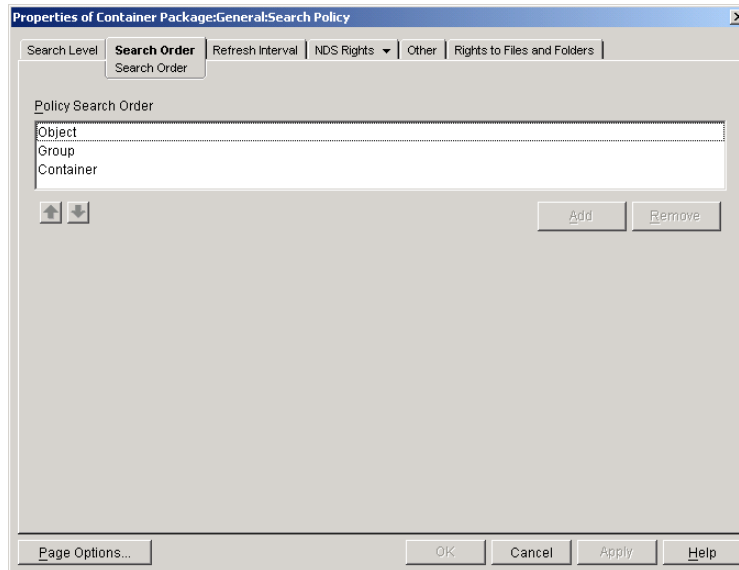 Properties of Container Package:General:Search Policy
Search Level Search Order Refresh Interval NDS Rights Other Rights to Files and Folders
Search Order
Policy Search Order
Object
Group
Container
Add Remove
Page Options... OK Cancel Apply Help